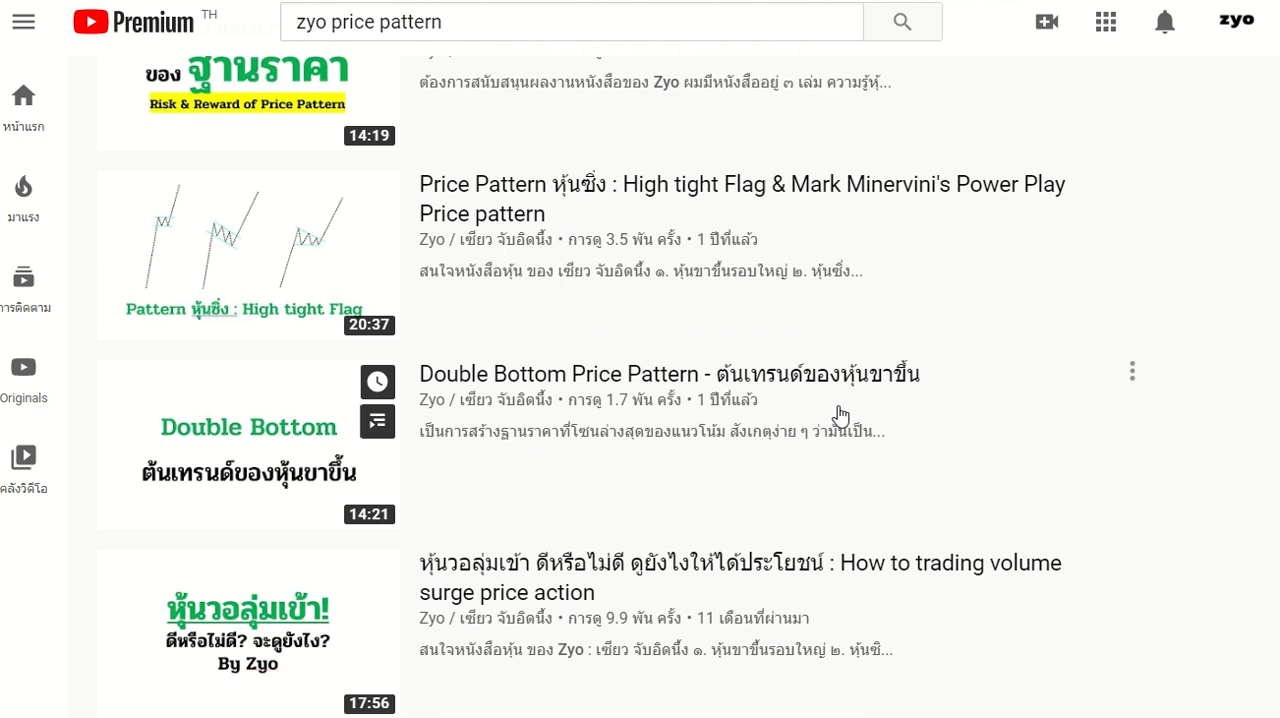 Premium TH
zyo price pattern
zyo
หน้าแรก
มาแรง
การติดตาม
Originals
คลังวิดีโอ
ของ ฐานราคา
Risk & Reward of Price Pattern
14:19
ต้องการสนับสนุนผลงานหนังสือของ Zyo ผมมีหนังสืออยู่ ๓ เล่ม ความรู้หุ้...
Pattern หุ้นซิ่ง : High tight Flag
20:37
Price Pattern หุ้นซิ่ง : High tight Flag & Mark Minervini's Power Play
Price pattern
Zyo / เซียว จับอิดนึ้ง • การดู 3.5 พัน ครั้ง • 1 ปีที่แล้ว
สนใจหนังสือหุ้น ของ เซียว จับอิดนึ้ง ๑. หุ้นขาขึ้นรอบใหญ่ ๒. หุ้นซิ่ง...
Double Bottom
ต้นเทรนด์ของหุ้นขาขึ้น
14:21
Double Bottom Price Pattern - ต้นเทรนด์ของหุ้นขาขึ้น
Zyo / เซียว จับอิดนึ้ง • การดู 1.7 พัน ครั้ง • 1 ปีที่แล้ว
เป็นการสร้างฐานราคาที่โซนล่างสุดของแนวโน้ม สังเกตุง่าย ๆ ว่ามันเป็น...
หุ้นวอลุ่มเข้า!
ดีหรือไม่ดี? จะดูยังไง?
By Zyo
17:56
หุ้นวอลุ่มเข้า ดีหรือไม่ดี ดูยังไงให้ได้ประโยชน์ : How to trading volume
surge price action
Zyo / เซียว จับอิดนึ้ง • การดู 9.9 พัน ครั้ง • 11 เดือนที่ผ่านมา
สนใจหนังสือหุ้น ของ Zyo : เซียว จับอิดนึ้ง ๑. หุ้นขาขึ้นรอบใหญ่ ๒. หุ้นซิ...